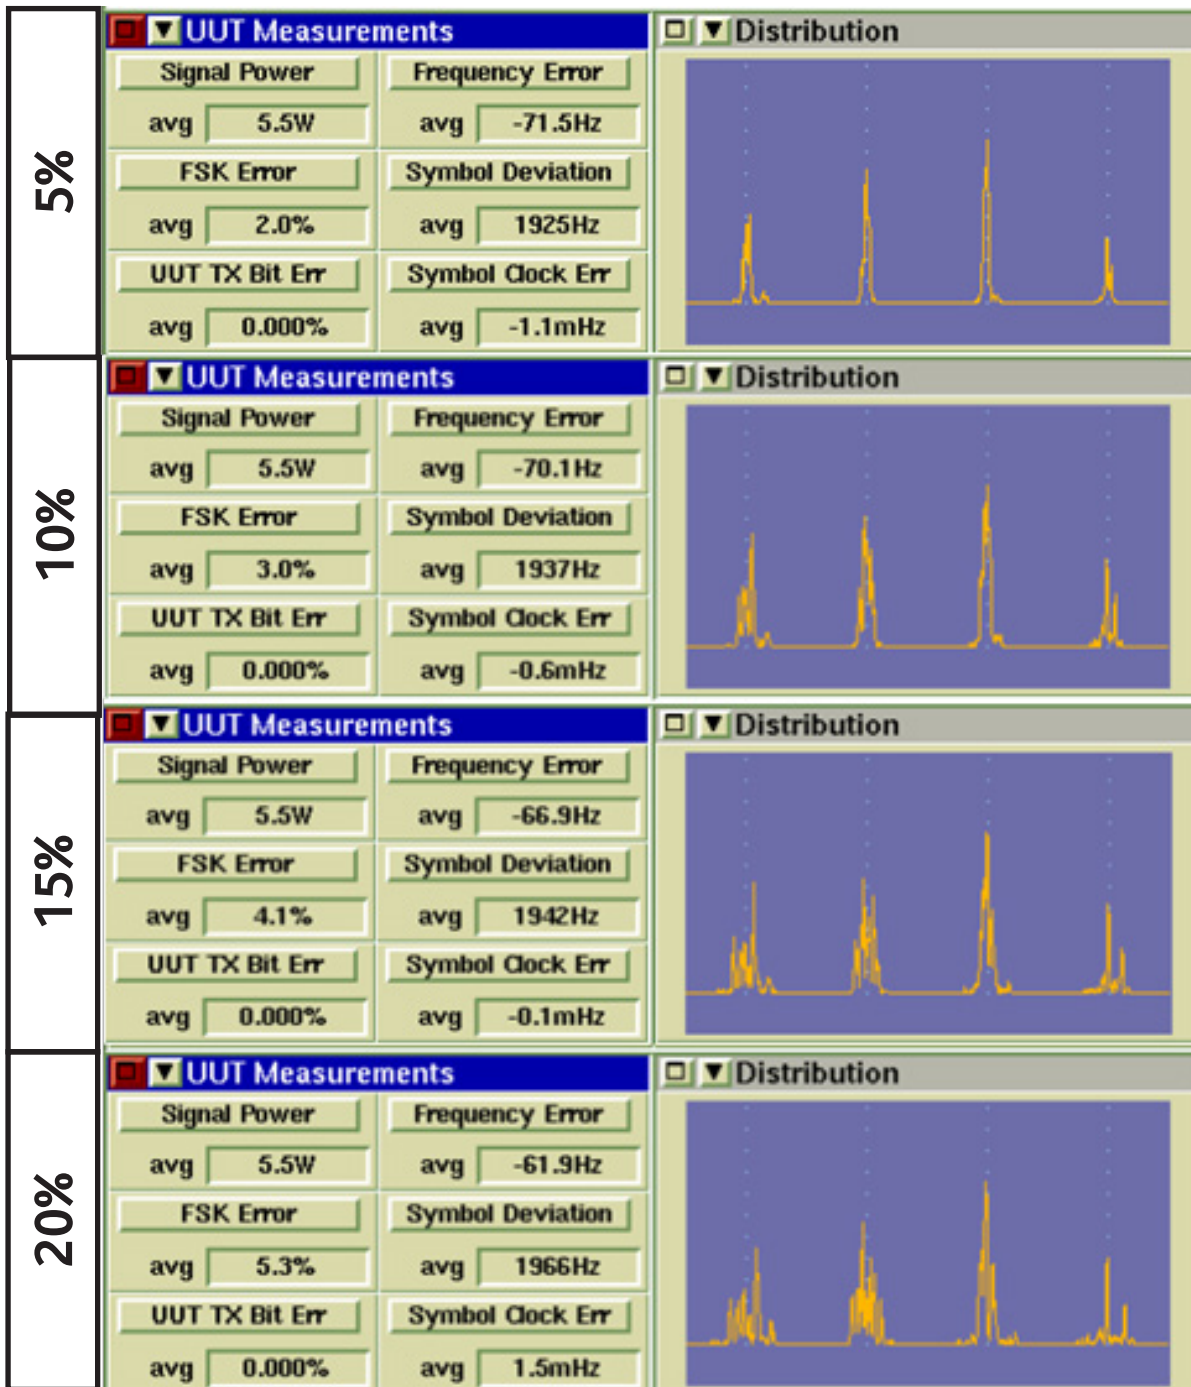 5%
UUT Measurements
Distribution
Signal Power
Frequency Error
avg 5.5W
avg -71.5Hz
FSK Error
Symbol Deviation
avg 2.0%
avg 1925Hz
UUT TX Bit Err
Symbol Clock Err
avg 0.000%
avg -1.1mHz
10%
UUT Measurements
Distribution
Signal Power
Frequency Error
avg 5.5W
avg -70.1Hz
FSK Error
Symbol Deviation
avg 3.0%
avg 1937Hz
UUT TX Bit Err
Symbol Clock Err
avg 0.000%
avg -0.6mHz
15%
UUT Measurements
Distribution
Signal Power
Frequency Error
avg 5.5W
avg -66.9Hz
FSK Error
Symbol Deviation
avg 4.1%
avg 1942Hz
UUT TX Bit Err
Symbol Clock Err
avg 0.000%
avg -0.1mHz
20%
UUT Measurements
Distribution
Signal Power
Frequency Error
avg 5.5W
avg -61.9Hz
FSK Error
Symbol Deviation
avg 5.3%
avg 1966Hz
UUT TX Bit Err
Symbol Clock Err
avg 0.000%
avg 1.5mHz